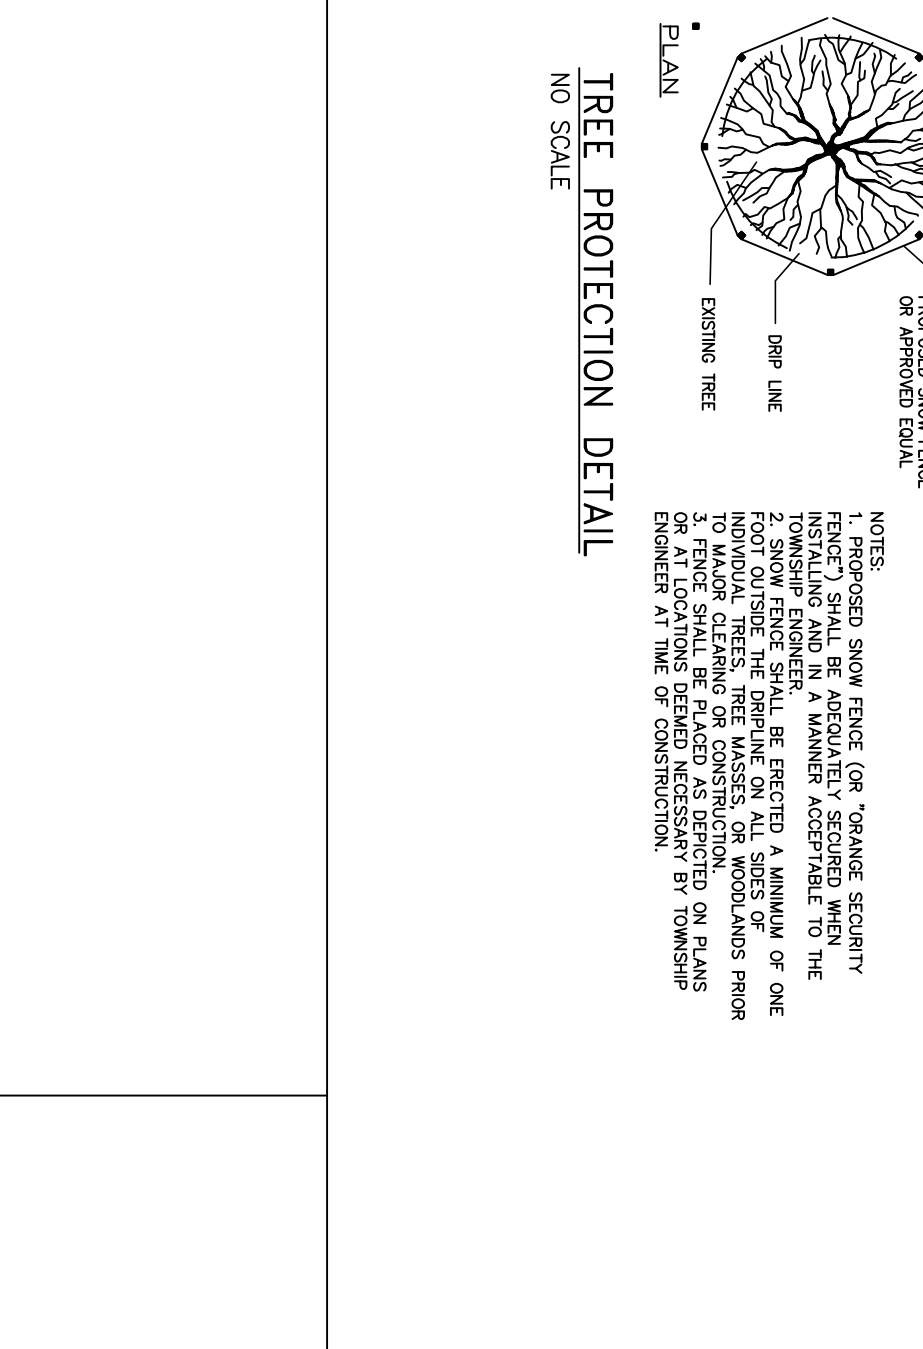 PROPOSED SNOW FENCE
OR APPROVED EQUAL
DRIP LINE
EXISTING TREE
PLAN
NOTES:
1. PROPOSED SNOW FENCE (OR "ORANGE SECURITY
FENCE") SHALL BE ADEQUATELY SECURED WHEN
INSTALLING AND IN A MANNER ACCEPTABLE TO THE
TOWNSHIP ENGINEER.
2. SNOW FENCE SHALL BE ERECTED A MINIMUM OF ONE
FOOT OUTSIDE THE DRIPLINE ON ALL SIDES OF
INDIVIDUAL TREES, TREE MASSES, OR WOODLANDS PRIOR
TO MAJOR CLEARING OR CONSTRUCTION.
3. FENCE SHALL BE PLACED AS DEPICTED ON PLANS
OR AT LOCATIONS DEEMED NECESSARY BY TOWNSHIP
ENGINEER AT TIME OF CONSTRUCTION.
TREE PROTECTION DETAIL
NO SCALE